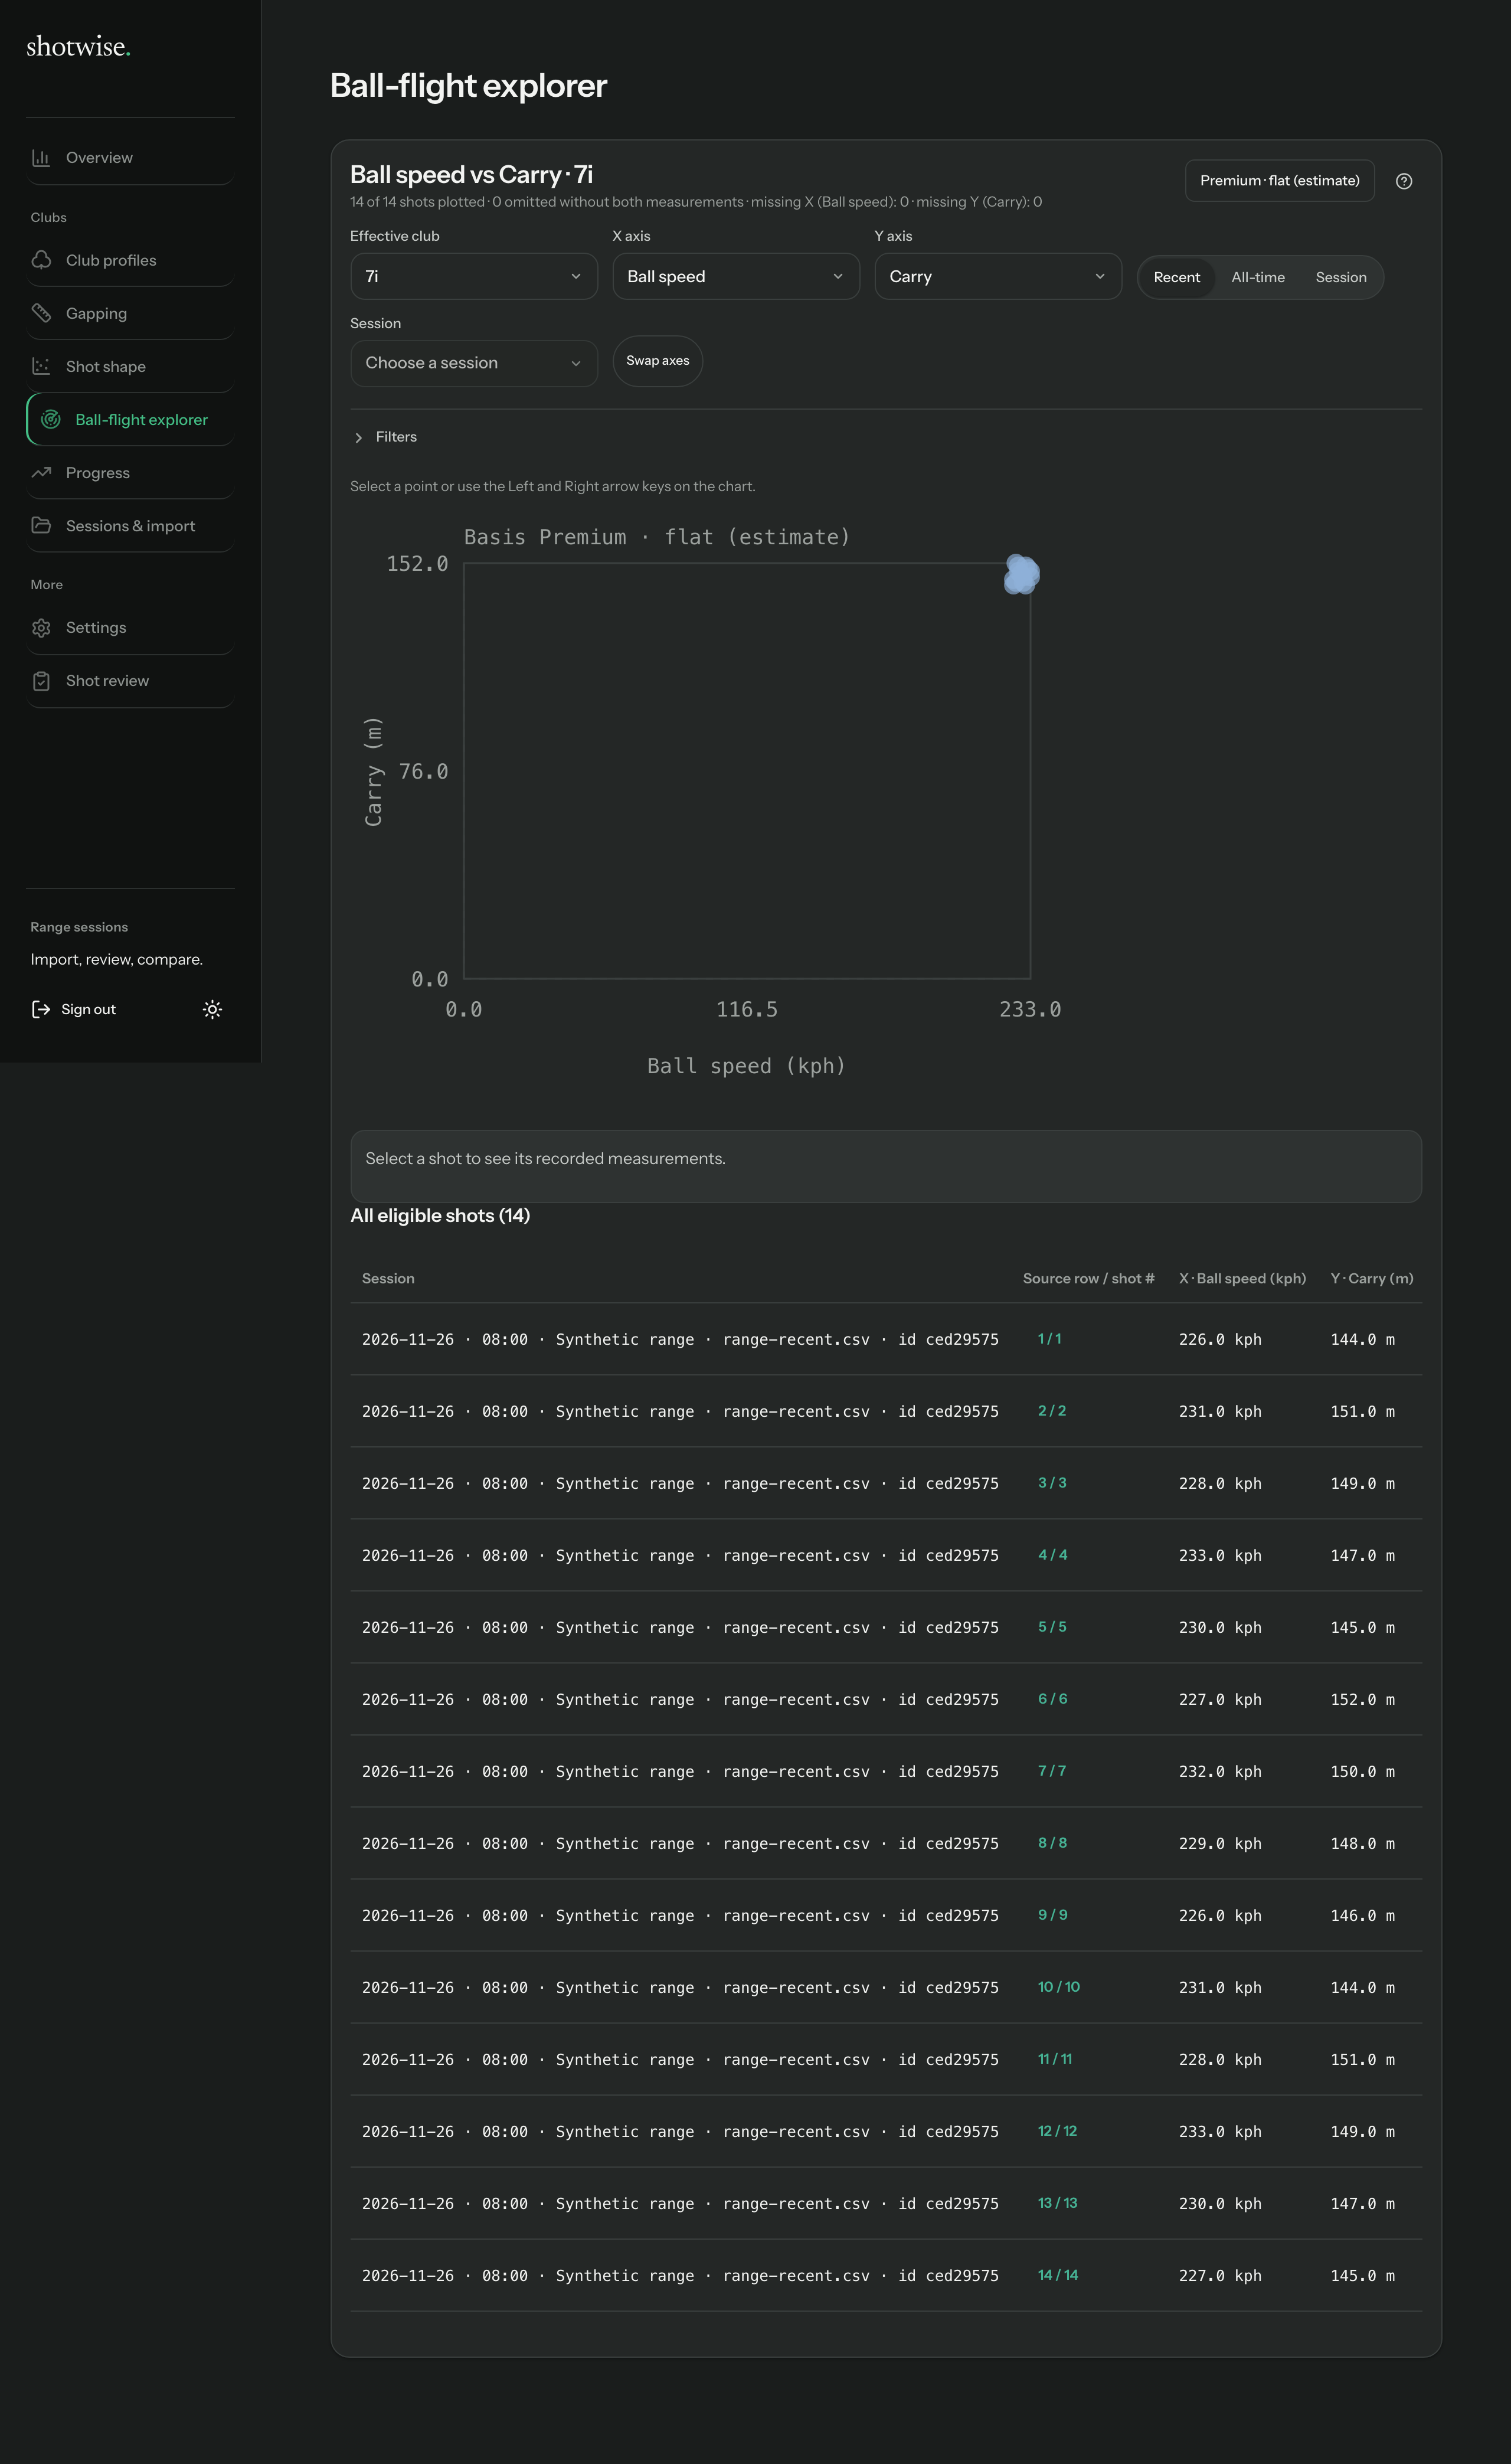 shotwise.
Overview
Clubs
Club profiles
Gapping
Shot shape
Ball-flight explorer
Progress
Sessions & import
More
Settings
Shot review
Range sessions
Import, review, compare.
Sign out
Ball-flight explorer
Ball speed vs Carry · 7i
14 of 14 shots plotted · 0 omitted without both measurements · missing X (Ball speed): 0 · missing Y (Carry): 0
Premium · flat (estimate)
Effective club
X axis
Y axis
7i
Ball speed
Carry
Recent
All-time
Session
Session
Choose a session
Swap axes
Filters
Select a point or use the Left and Right arrow keys on the chart.
Basis Premium · flat (estimate)
152.0
76.0
0.0
Carry (m)
0.0
116.5
233.0
Ball speed (kph)
Select a shot to see its recorded measurements.
All eligible shots (14)
Session Source row / shot # X · Ball speed (kph) Y · Carry (m)
2026-11-26 · 08:00 · Synthetic range · range-recent.csv · id ced29575 1 / 1 226.0 kph 144.0 m
2026-11-26 · 08:00 · Synthetic range · range-recent.csv · id ced29575 2 / 2 231.0 kph 151.0 m
2026-11-26 · 08:00 · Synthetic range · range-recent.csv · id ced29575 3 / 3 228.0 kph 149.0 m
2026-11-26 · 08:00 · Synthetic range · range-recent.csv · id ced29575 4 / 4 233.0 kph 147.0 m
2026-11-26 · 08:00 · Synthetic range · range-recent.csv · id ced29575 5 / 5 230.0 kph 145.0 m
2026-11-26 · 08:00 · Synthetic range · range-recent.csv · id ced29575 6 / 6 227.0 kph 152.0 m
2026-11-26 · 08:00 · Synthetic range · range-recent.csv · id ced29575 7 / 7 232.0 kph 150.0 m
2026-11-26 · 08:00 · Synthetic range · range-recent.csv · id ced29575 8 / 8 229.0 kph 148.0 m
2026-11-26 · 08:00 · Synthetic range · range-recent.csv · id ced29575 9 / 9 226.0 kph 146.0 m
2026-11-26 · 08:00 · Synthetic range · range-recent.csv · id ced29575 10 / 10 231.0 kph 144.0 m
2026-11-26 · 08:00 · Synthetic range · range-recent.csv · id ced29575 11 / 11 228.0 kph 151.0 m
2026-11-26 · 08:00 · Synthetic range · range-recent.csv · id ced29575 12 / 12 233.0 kph 149.0 m
2026-11-26 · 08:00 · Synthetic range · range-recent.csv · id ced29575 13 / 13 230.0 kph 147.0 m
2026-11-26 · 08:00 · Synthetic range · range-recent.csv · id ced29575 14 / 14 227.0 kph 145.0 m